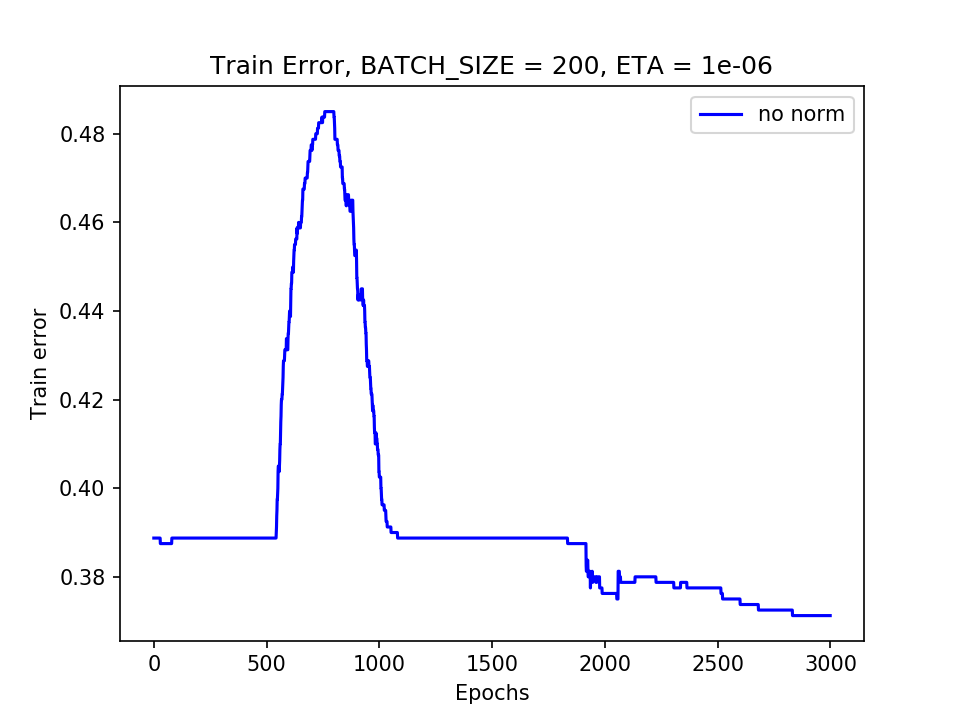 Train Error, BATCH_SIZE = 200, ETA = 1e-06
no norm
0.48
0.46
0.44
0.42
0.40
0.38
Train error
0 500 1000 1500 2000 2500 3000
Epochs